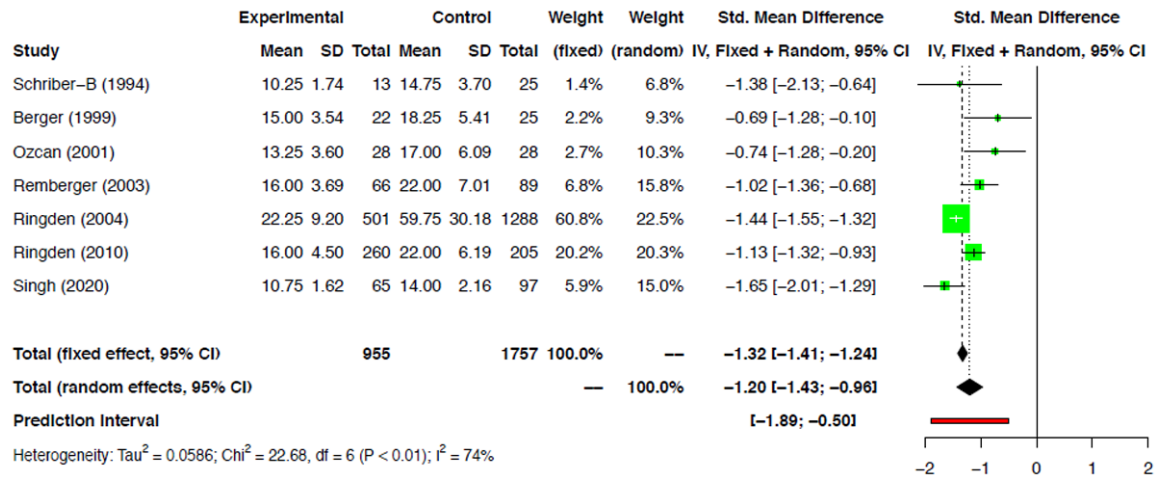 Experimental Control Weight Weight Std. Mean Difference Std. Mean Difference
Study Mean SD Total Mean SD Total (fixed) (random) IV, Fixed + Random, 95% CI IV, Fixed + Random, 95% CI
Schriber−B (1994) 10.25 1.74 13 14.75 3.70 25 1.4% 6.8% −1.38 [−2.13; −0.64]
Berger (1999) 15.00 3.54 22 18.25 5.41 25 2.2% 9.3% −0.69 [−1.28; −0.10]
Ozcan (2001) 13.25 3.60 28 17.00 6.09 28 2.7% 10.3% −0.74 [−1.28; −0.20]
Remberger (2003) 16.00 3.69 66 22.00 7.01 89 6.8% 15.8% −1.02 [−1.36; −0.68]
Ringden (2004) 22.25 9.20 501 59.75 30.18 1288 60.8% 22.5% −1.44 [−1.55; −1.32]
Ringden (2010) 16.00 4.50 260 22.00 6.19 205 20.2% 20.3% −1.13 [−1.32; −0.93]
Singh (2020) 10.75 1.62 65 14.00 2.16 97 5.9% 15.0% −1.65 [−2.01; −1.29]
Total (fixed effect, 95% CI) 955 1757 100.0% −− −1.32 [−1.41; −1.24]
Total (random effects, 95% CI) −− 100.0% −1.20 [−1.43; −0.96]
Prediction interval [−1.89; −0.50]
Heterogeneity: Tau² = 0.0586; Chi² = 22.68, df = 6 (P < 0.01); I² = 74%
−2 −1 0 1 2